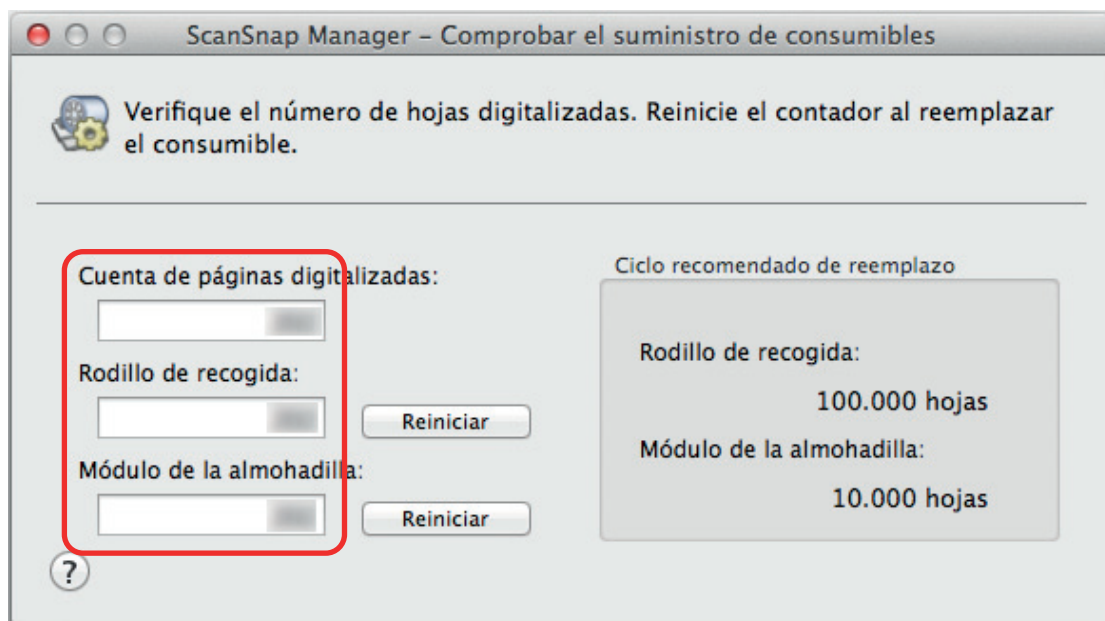 ScanSnap Manager – Comprobar el suministro de consumibles
Verifique el número de hojas digitalizadas. Reinicie el contador al reemplazar
el consumible.
Cuenta de páginas digitalizadas:
Rodillo de recogida:
Reiniciar
Módulo de la almohadilla:
Reiniciar
Ciclo recomendado de reemplazo
Rodillo de recogida:
100.000 hojas
Módulo de la almohadilla:
10.000 hojas
?